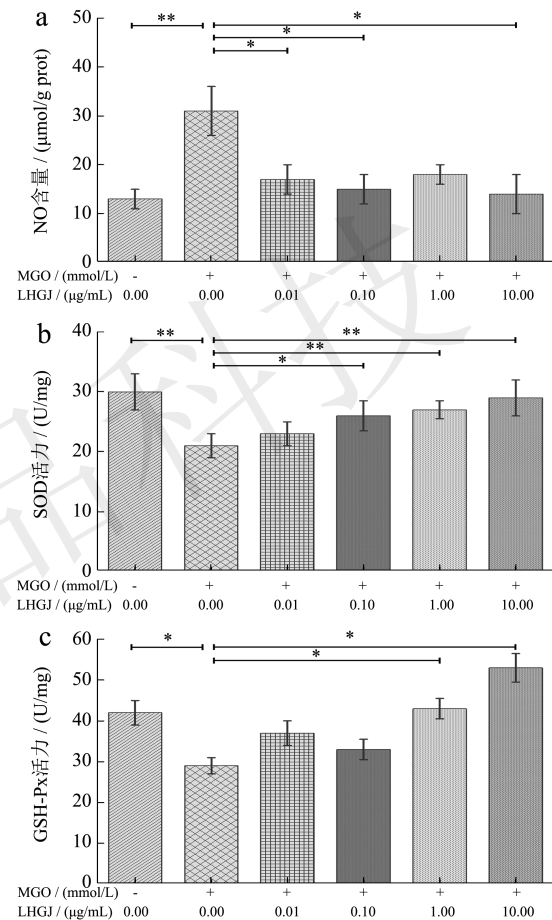 a
** * * *
NO含量 / (μmol/g prot)
50
40
30
20
10
0
MGO / (mmol/L) - + + + + +
LHGJ / (μg/mL) 0.00 0.00 0.01 0.10 1.00 10.00
b
** ** ** *
SOD活力 / (U/mg)
40
30
20
10
0
MGO / (mmol/L) - + + + + +
LHGJ / (μg/mL) 0.00 0.00 0.01 0.10 1.00 10.00
c
* * *
GSH-Px活力 / (U/mg)
60
50
40
30
20
10
0
MGO / (mmol/L) - + + + + +
LHGJ / (μg/mL) 0.00 0.00 0.01 0.10 1.00 10.00
品科技